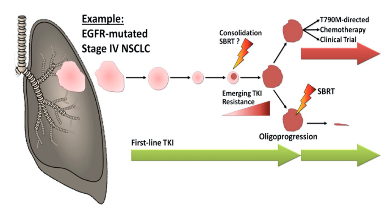 Example:
EGFR-mutated
Stage IV NSCLC
Consolidation
SBRT ?
T790M-directed
Chemotherapy
Clinical Trial
Emerging TKI
Resistance
SBRT
Oligoprogression
First-line TKI